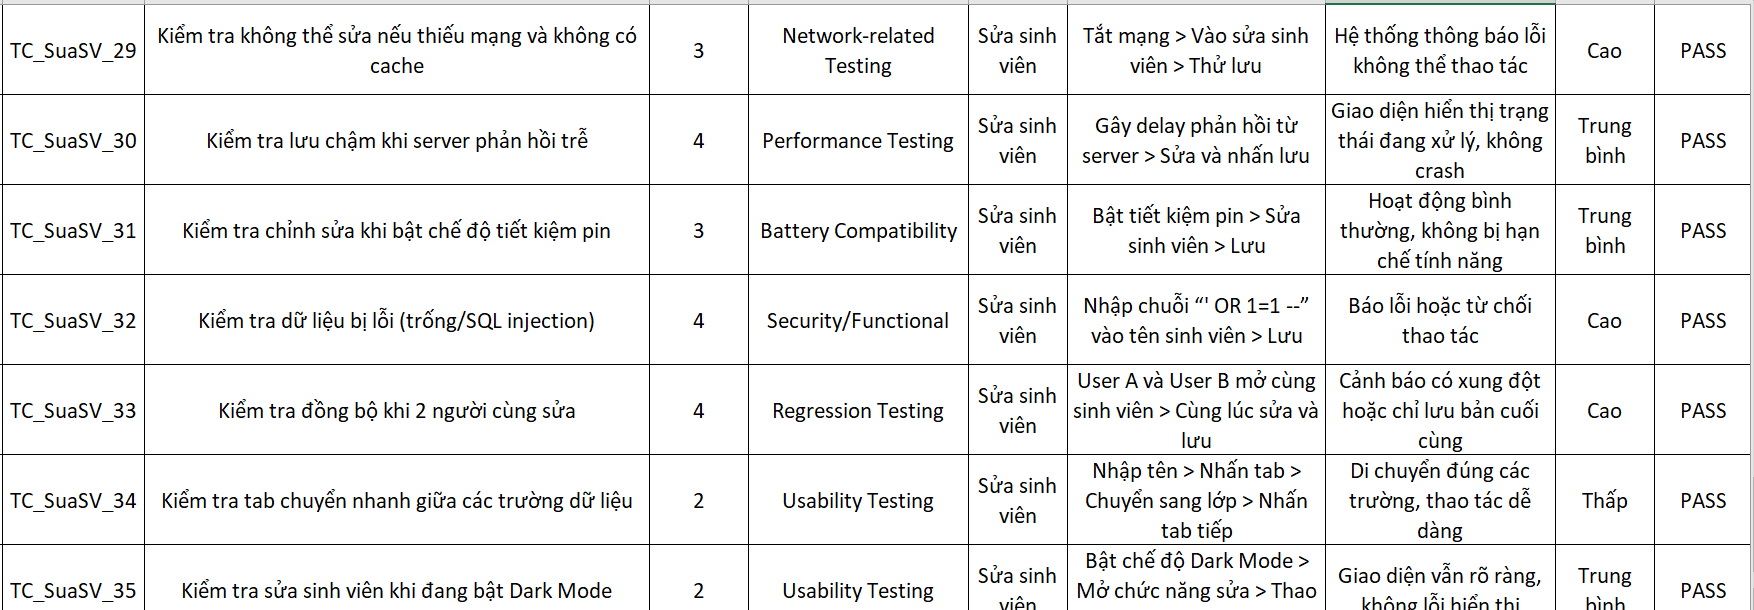 TC_SuaSV_29
Kiểm tra không thể sửa nếu thiếu mạng và không có
cache
3
Network-related
Testing
Sửa sinh
viên
Tắt mạng > Vào sửa sinh
viên > Thử lưu
Hệ thống thông báo lỗi
không thể thao tác
Cao
PASS
TC_SuaSV_30
Kiểm tra lưu chậm khi server phản hồi trễ
4
Performance Testing
Sửa sinh
viên
Gây delay phản hồi từ
server > Sửa và nhấn lưu
Giao diện hiển thị trạng
thái đang xử lý, không
crash
Trung
bình
PASS
TC_SuaSV_31
Kiểm tra chỉnh sửa khi bật chế độ tiết kiệm pin
3
Battery Compatibility
Sửa sinh
viên
Bật tiết kiệm pin > Sửa
sinh viên > Lưu
Hoạt động bình
thường, không bị hạn
chế tính năng
Trung
bình
PASS
TC_SuaSV_32
Kiểm tra dữ liệu bị lỗi (trống/SQL injection)
4
Security/Functional
Sửa sinh
viên
Nhập chuỗi “' OR 1=1 --”
vào tên sinh viên > Lưu
Báo lỗi hoặc từ chối
thao tác
Cao
PASS
TC_SuaSV_33
Kiểm tra đồng bộ khi 2 người cùng sửa
4
Regression Testing
Sửa sinh
viên
User A và User B mở cùng
sinh viên > Cùng lúc sửa và
lưu
Cảnh báo có xung đột
hoặc chỉ lưu bản cuối
cùng
Cao
PASS
TC_SuaSV_34
Kiểm tra tab chuyển nhanh giữa các trường dữ liệu
2
Usability Testing
Sửa sinh
viên
Nhập tên > Nhấn tab >
Chuyển sang lớp > Nhấn
tab tiếp
Di chuyển đúng các
trường, thao tác dễ
dàng
Thấp
PASS
TC_SuaSV_35
Kiểm tra sửa sinh viên khi đang bật Dark Mode
2
Usability Testing
Sửa sinh
viên
Bật chế độ Dark Mode >
Mở chức năng sửa > Thao
Giao diện vẫn rõ ràng,
không lỗi hiển thị
Trung
bình
PASS